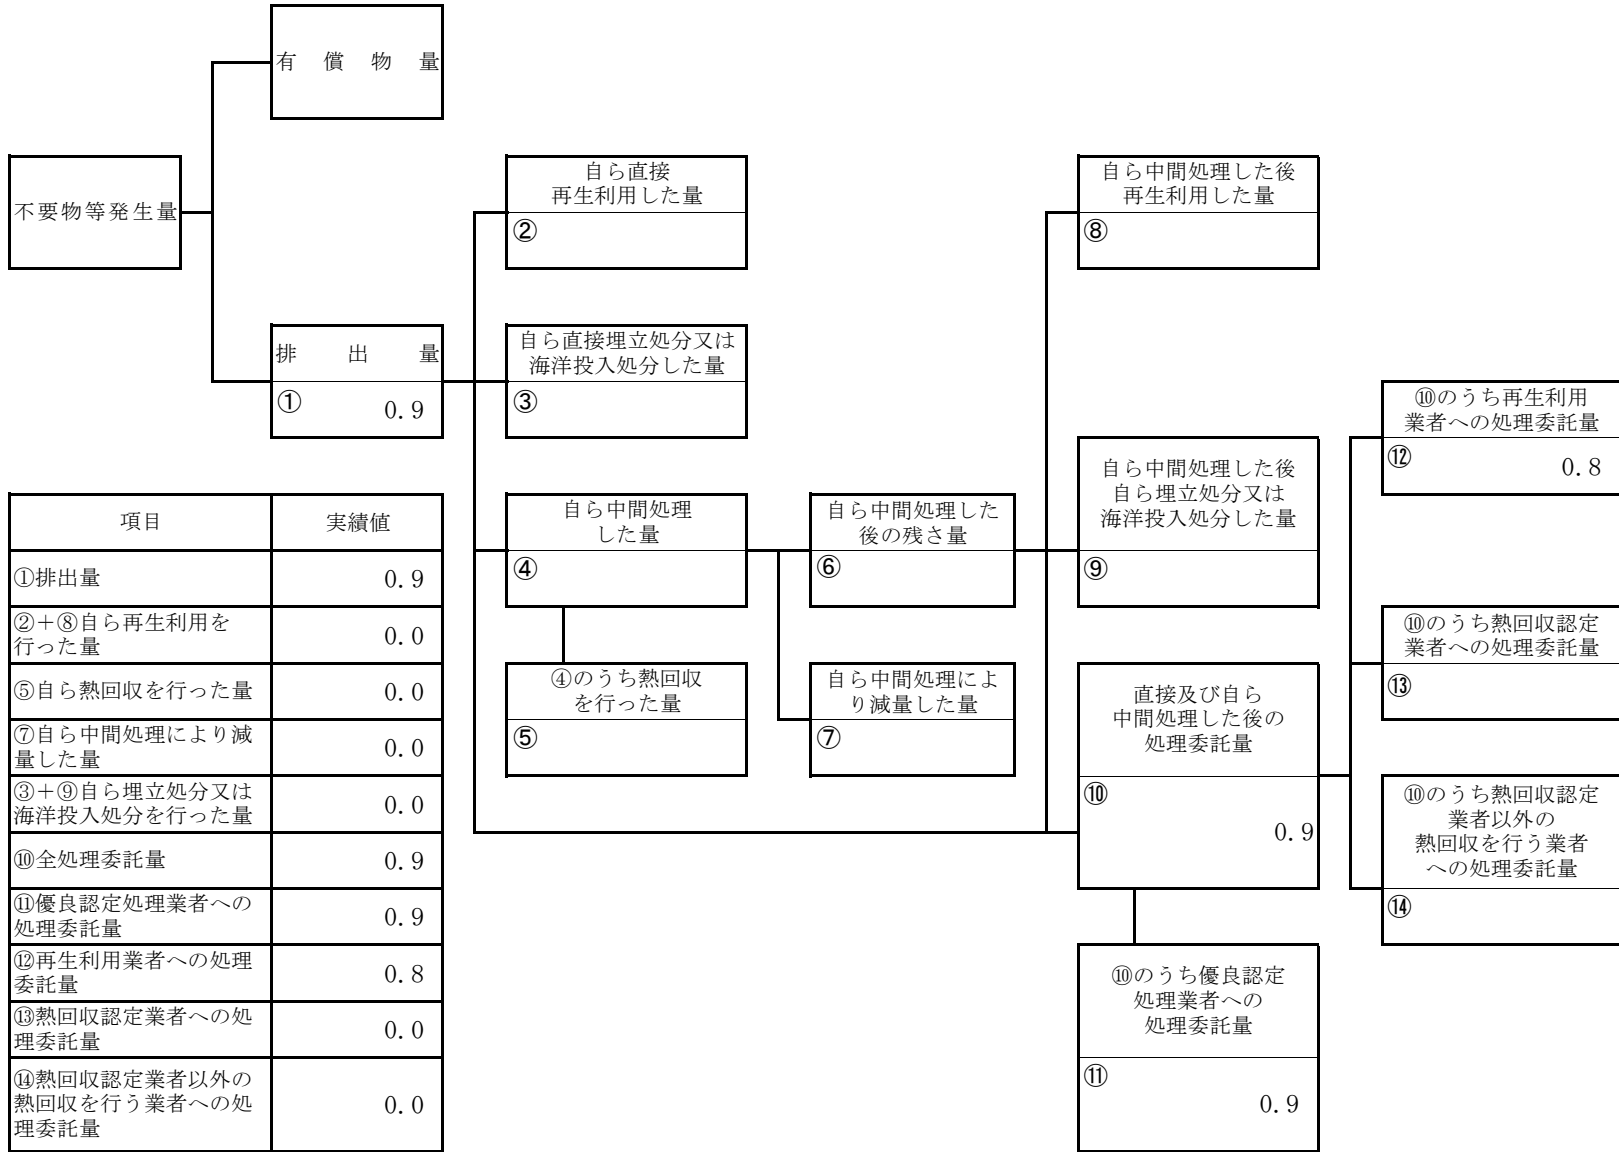 有償物量
不要物等発生量
排出量
① 0.9
自ら直接
再生利用した量
②
自ら直接埋立処分又は
海洋投入処分した量
③
自ら中間処理
した量
④
④のうち熱回収
を行った量
⑤
自ら中間処理した
後の残さ量
⑥
自ら中間処理によ
り減量した量
⑦
自ら中間処理した後
再生利用した量
⑧
自ら中間処理した後
自ら埋立処分又は
海洋投入処分した量
⑨
直接及び自ら
中間処理した後の
処理委託量
⑩
0.9
⑩のうち優良認定
処理業者への
処理委託量
⑪
0.9
⑩のうち再生利用
業者への処理委託量
⑫ 0.8
⑩のうち熱回収認定
業者への処理委託量
⑬
⑩のうち熱回収認定
業者以外の
熱回収を行う業者
への処理委託量
⑭
項目 実績値
①排出量 0.9
②+⑧自ら再生利用を
行った量 0.0
⑤自ら熱回収を行った量 0.0
⑦自ら中間処理により減
量した量 0.0
③+⑨自ら埋立処分又は
海洋投入処分を行った量 0.0
⑩全処理委託量 0.9
⑪優良認定処理業者への
処理委託量 0.9
⑫再生利用業者への処理
委託量 0.8
⑬熱回収認定業者への処
理委託量 0.0
⑭熱回収認定業者以外の
熱回収を行う業者への処
理委託量 0.0